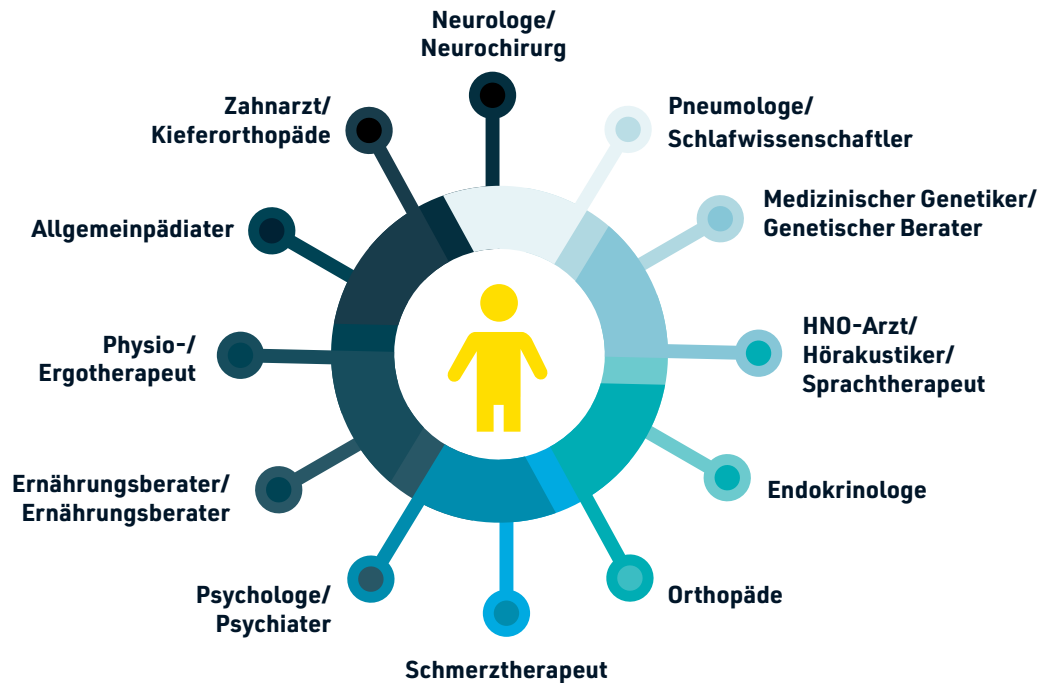 Neurologe/
Neurochirurg
Pneumologe/
Schlafwissenschaftler
Medizinischer Genetiker/
Genetischer Berater
HNO-Arzt/
Hörakustiker/
Sprachtherapeut
Endokrinologe
Orthopäde
Schmerztherapeut
Psychologe/
Psychiater
Ernährungsberater/
Ernährungsberater
Physio-/
Ergotherapeut
Allgemeinpädiater
Zahnarzt/
Kieferorthopäde